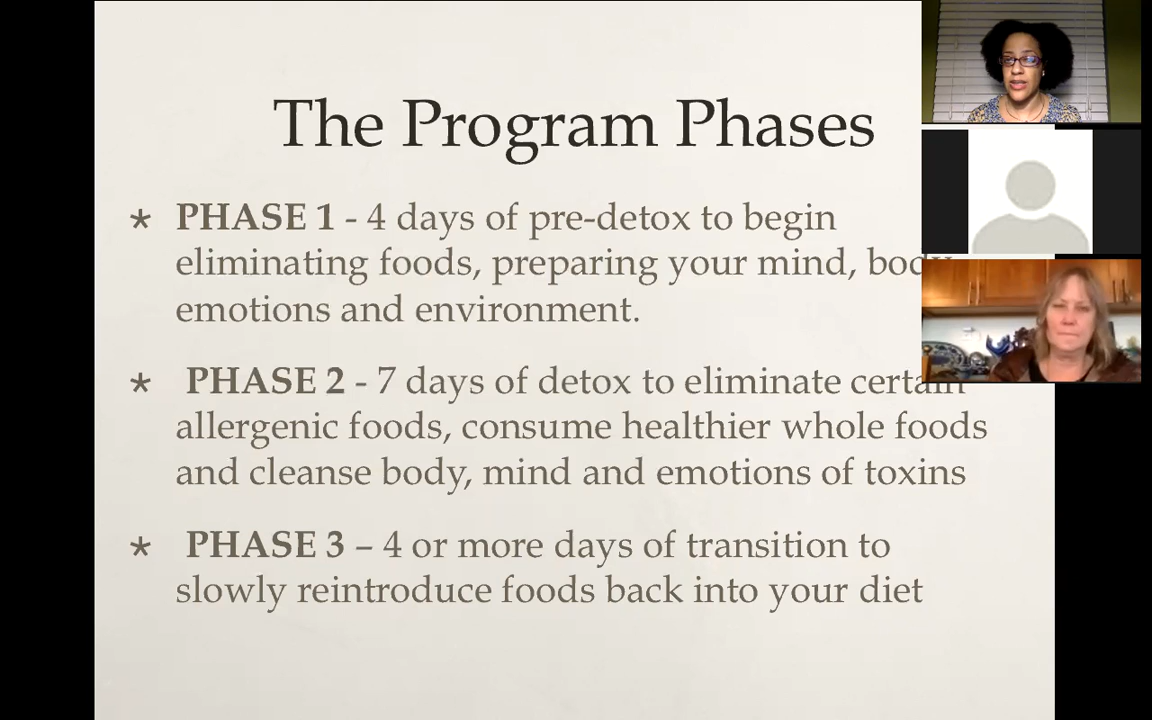 The Program Phases
* PHASE 1 - 4 days of pre-detox to begin
eliminating foods, preparing your mind, body
emotions and environment.
* PHASE 2 - 7 days of detox to eliminate certain
allergenic foods, consume healthier whole foods
and cleanse body, mind and emotions of toxins
* PHASE 3 – 4 or more days of transition to
slowly reintroduce foods back into your diet